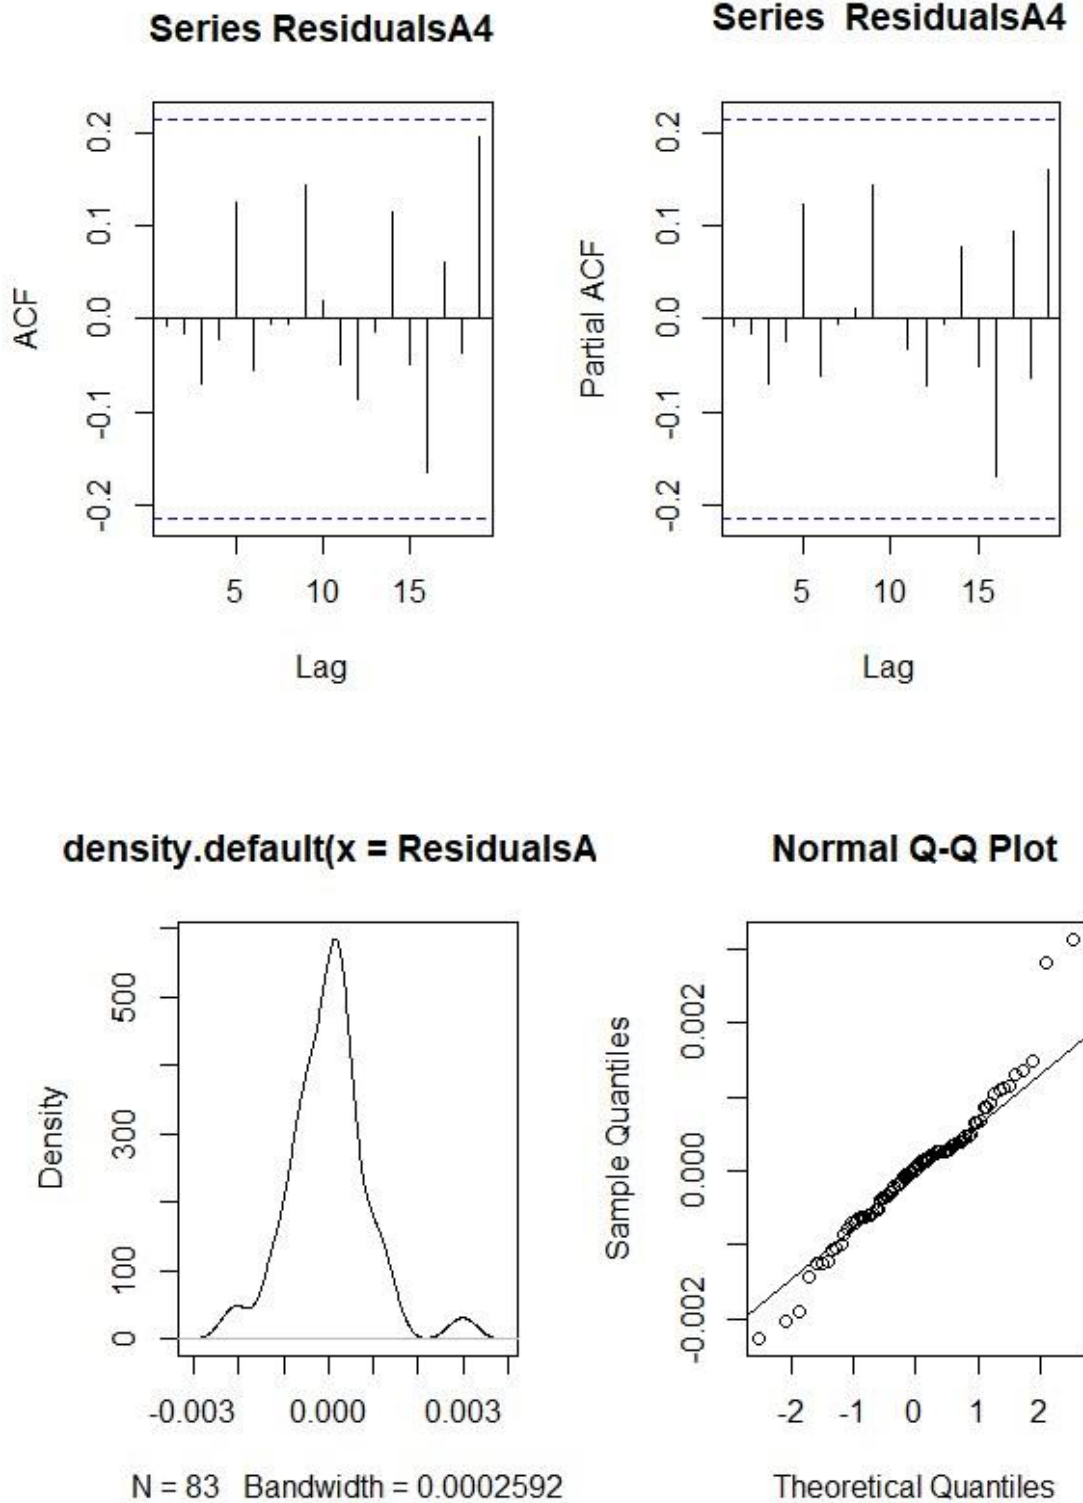 Series ResidualsA4
ACF
0.2
0.1
0.0
-0.1
-0.2
5 10 15
Lag
Series  ResidualsA4
Partial ACF
0.2
0.1
0.0
-0.1
-0.2
5 10 15
Lag
density.default(x = ResidualsA
Density
500
300
100
0
-0.003 0.000 0.003
N = 83   Bandwidth = 0.0002592
Normal Q-Q Plot
Sample Quantiles
0.002
0.000
-0.002
-2 -1 0 1 2
Theoretical Quantiles